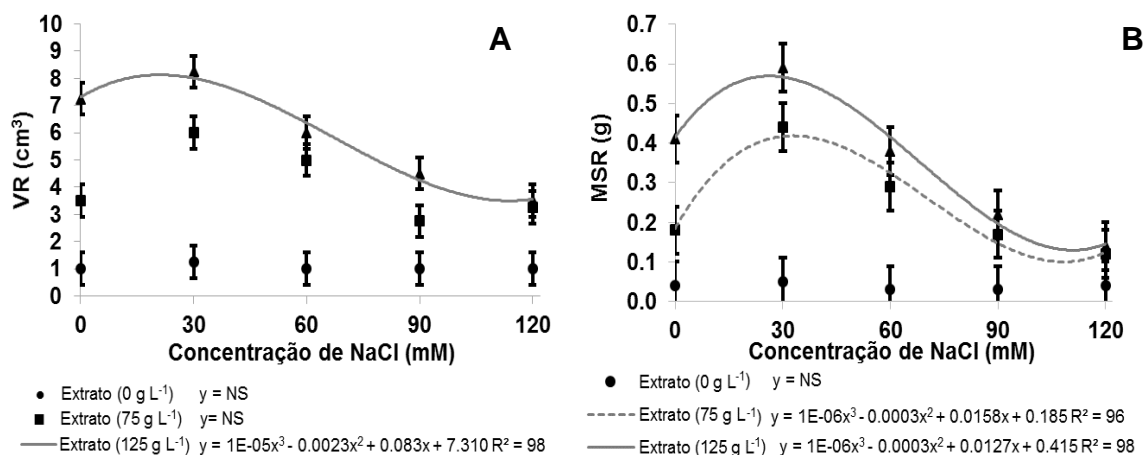 A
VR (cm³)
10
9
8
7
6
5
4
3
2
1
0
0 30 60 90 120
Concentração de NaCl (mM)
Extrato (0 g L⁻¹) y = NS
Extrato (75 g L⁻¹) y= NS
Extrato (125 g L⁻¹) y = 1E-05x³ - 0.0023x² + 0.083x + 7.310 R² = 98
B
MSR (g)
0.7
0.6
0.5
0.4
0.3
0.2
0.1
0.0
0 30 60 90 120
Concentração de NaCl (mM)
Extrato (0 g L⁻¹) y = NS
Extrato (75 g L⁻¹) y = 1E-06x³ - 0.0003x² + 0.0158x + 0.185 R² = 96
Extrato (125 g L⁻¹) y = 1E-06x³ - 0.0003x² + 0.0127x + 0.415 R² = 98